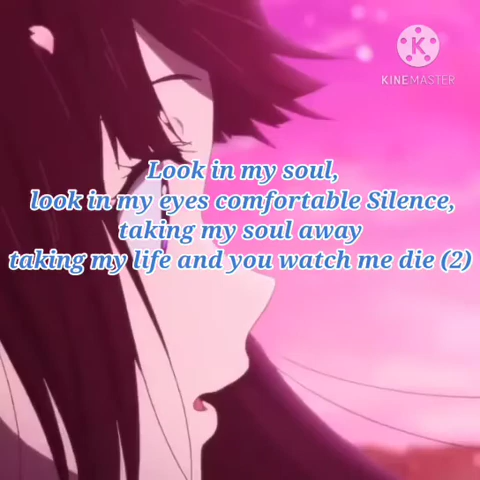 KINEMASTER
Look in my soul,
look in my eyes comfortable Silence,
taking my soul away
taking my life and you watch me die (2)